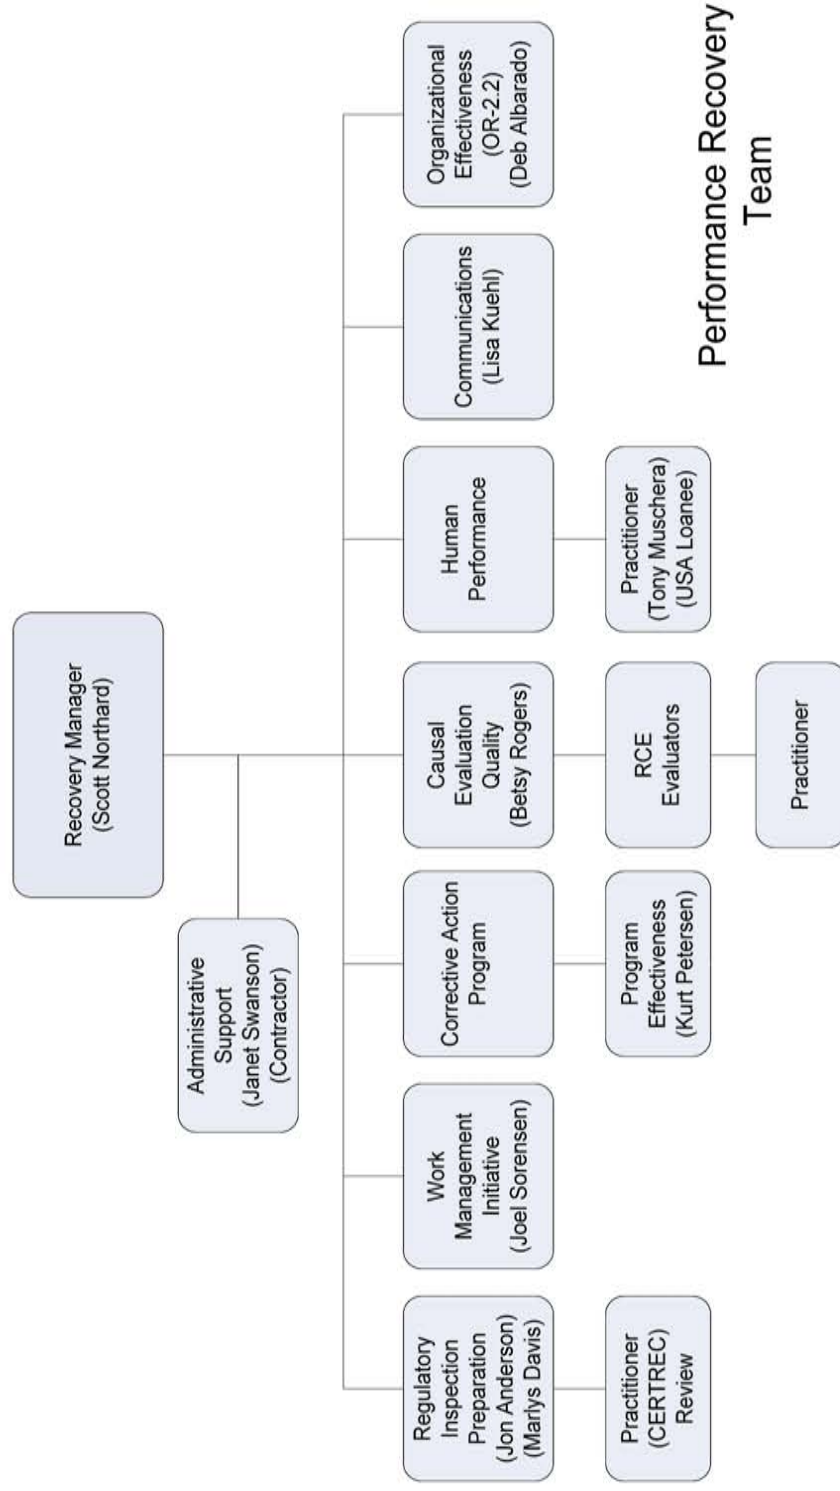 Recovery Manager
(Scott Northard)
Administrative
Support
(Janet Swanson)
(Contractor)
Regulatory
Inspection
Preparation
(Jon Anderson)
(Marlys Davis)
Work
Management
Initiative
(Joel Sorensen)
Corrective Action
Program
Causal
Evaluation
Quality
(Betsy Rogers)
Human
Performance
Communications
(Lisa Kuehl)
Organizational
Effectiveness
(OR-2.2)
(Deb Albarado)
Practitioner
(CERTREC)
Review
Program
Effectiveness
(Kurt Petersen)
RCE
Evaluators
Practitioner
(Tony Muschera)
(USA Loanee)
Practitioner
Performance Recovery
Team